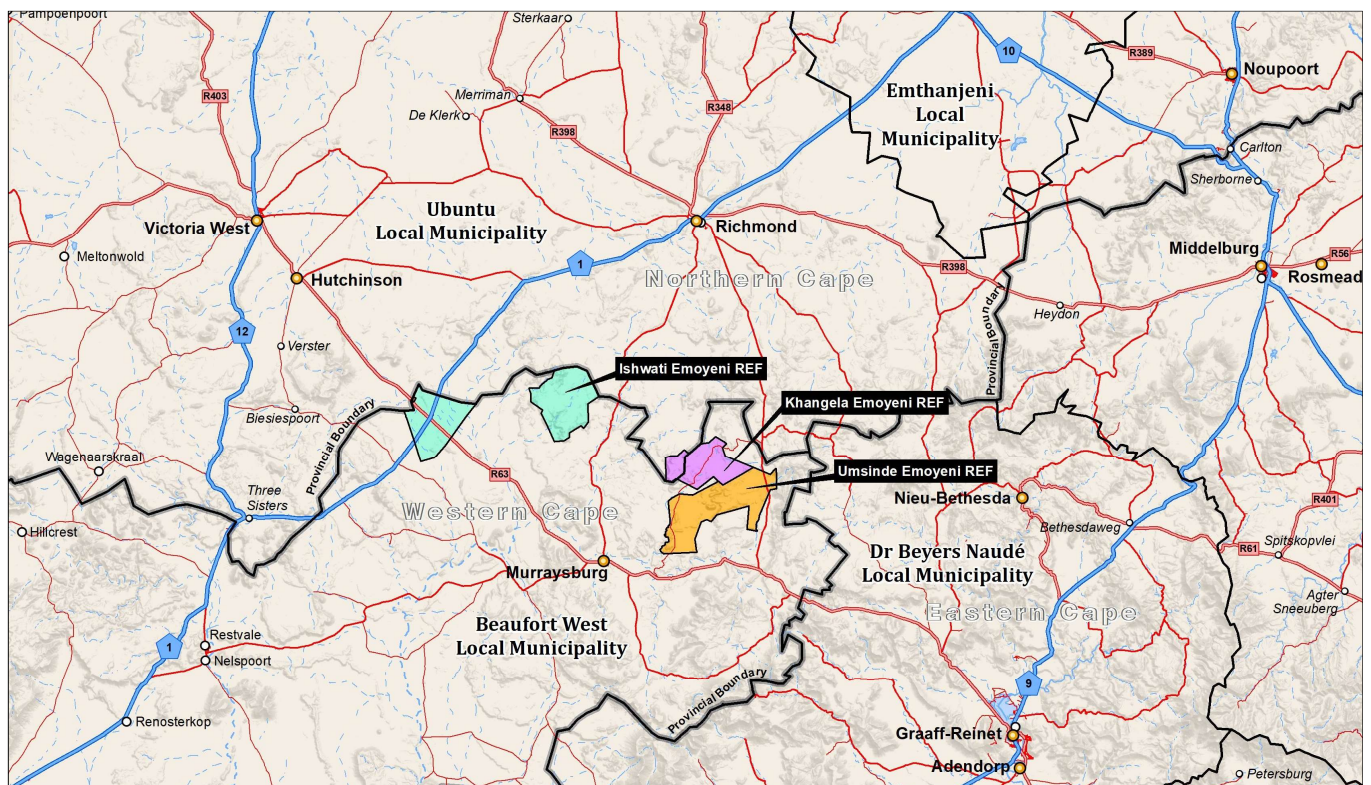 Pampoenpoort
Sterkaar
10
R389
Noupoort
Emthanjeni
Local
Municipality
R403
Merriman
R348
De Klerk
R398
Carlton
Sherborne
Ubuntu
Local Municipality
Victoria West
Richmond
Middelburg
R56
Meltonwold
1
R398
Rosmead
Hutchinson
Northern Cape
Heydon
12
Provincial Boundary
Verster
Ishwati Emoyeni REF
Khangela Emoyeni REF
Biesiespoort
Provincial Boundary
Wagenaarskraal
R63
Umsinde Emoyeni REF
Three
Sisters
Western Cape
Nieu-Bethesda
R401
Bethesdaweg
Hillcrest
R61
Spitskopvlei
Dr Beyers Naudé
Local Municipality
Murraysburg
Agter
Sneeuberg
Eastern Cape
Beaufort West
Local Municipality
Restvale
1
Nelspoort
Provincial Boundary
9
Renosterkop
Graaff-Reinet
Adendorp
Petersburg